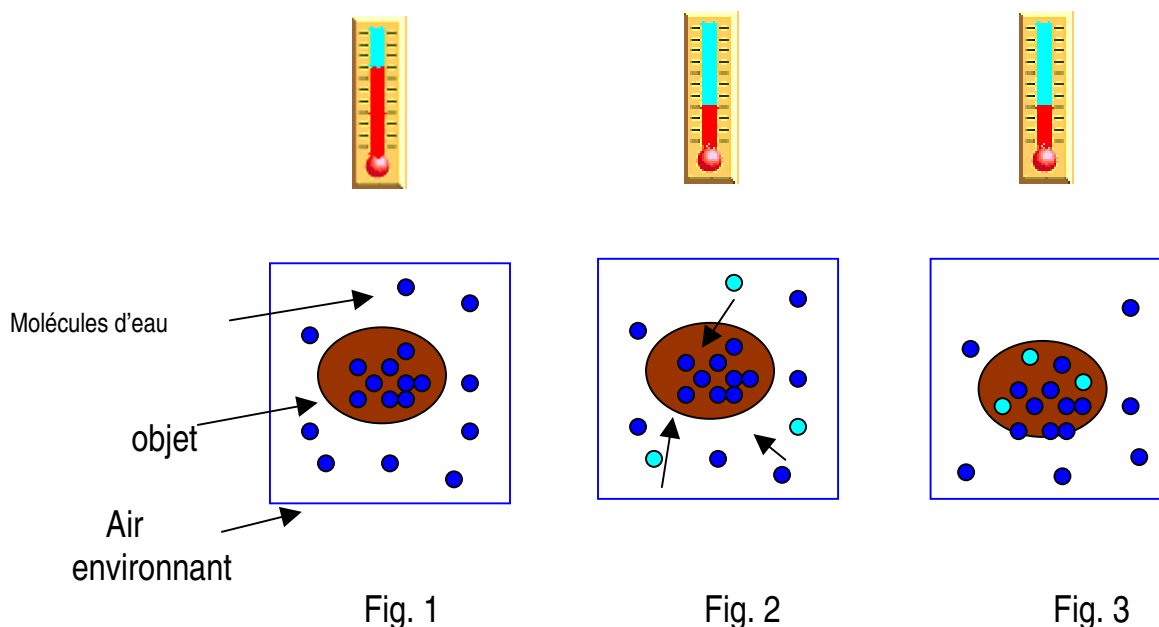 Molécules d'eau
objet
Air
environnant
Fig. 1
Fig. 2
Fig. 3